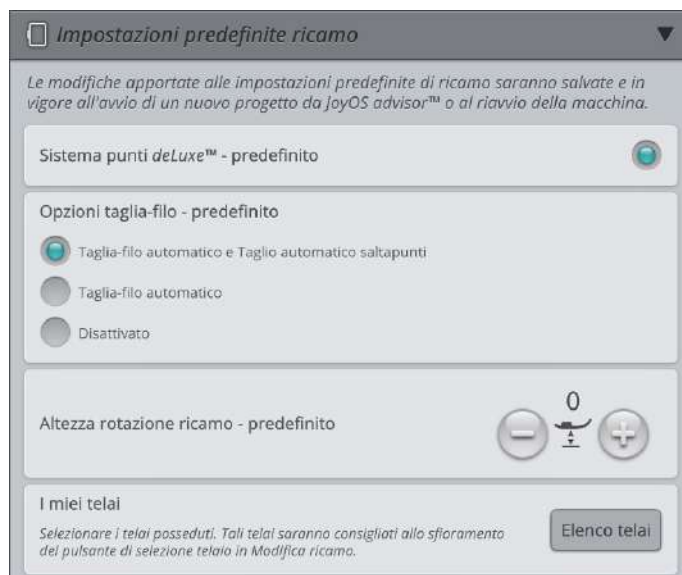 Impostazioni predefinite ricamo
Le modifiche apportate alle impostazioni predefinite di ricamo saranno salvate e in
vigore all'avvio di un nuovo progetto da JoyOS advisor™ o al riavvio della macchina.
Sistema punti deLuxe™ - predefinito
Opzioni taglia-filo - predefinito
Taglia-filo automatico e Taglio automatico saltapunti
Taglia-filo automatico
Disattivato
Altezza rotazione ricamo - predefinito
0
I miei telai
Selezionare i telai posseduti. Tali telai saranno consigliati allo sfioramento
del pulsante di selezione telaio in Modifica ricamo.
Elenco telai